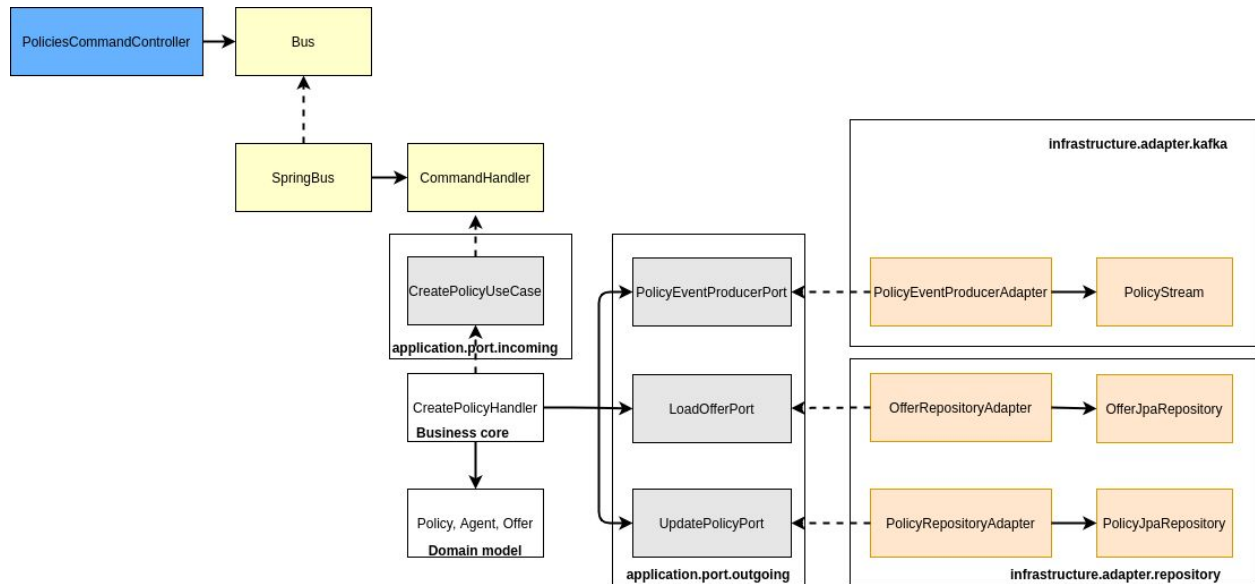 PoliciesCommandController
Bus
infrastructure.adapter.kafka
SpringBus
CommandHandler
CreatePolicyUseCase
PolicyEventProducerPort
PolicyEventProducerAdapter
PolicyStream
application.port.incoming
CreatePolicyHandler
Business core
LoadOfferPort
OfferRepositoryAdapter
OfferJpaRepository
Policy, Agent, Offer
Domain model
UpdatePolicyPort
PolicyRepositoryAdapter
PolicyJpaRepository
application.port.outgoing
infrastructure.adapter.repository